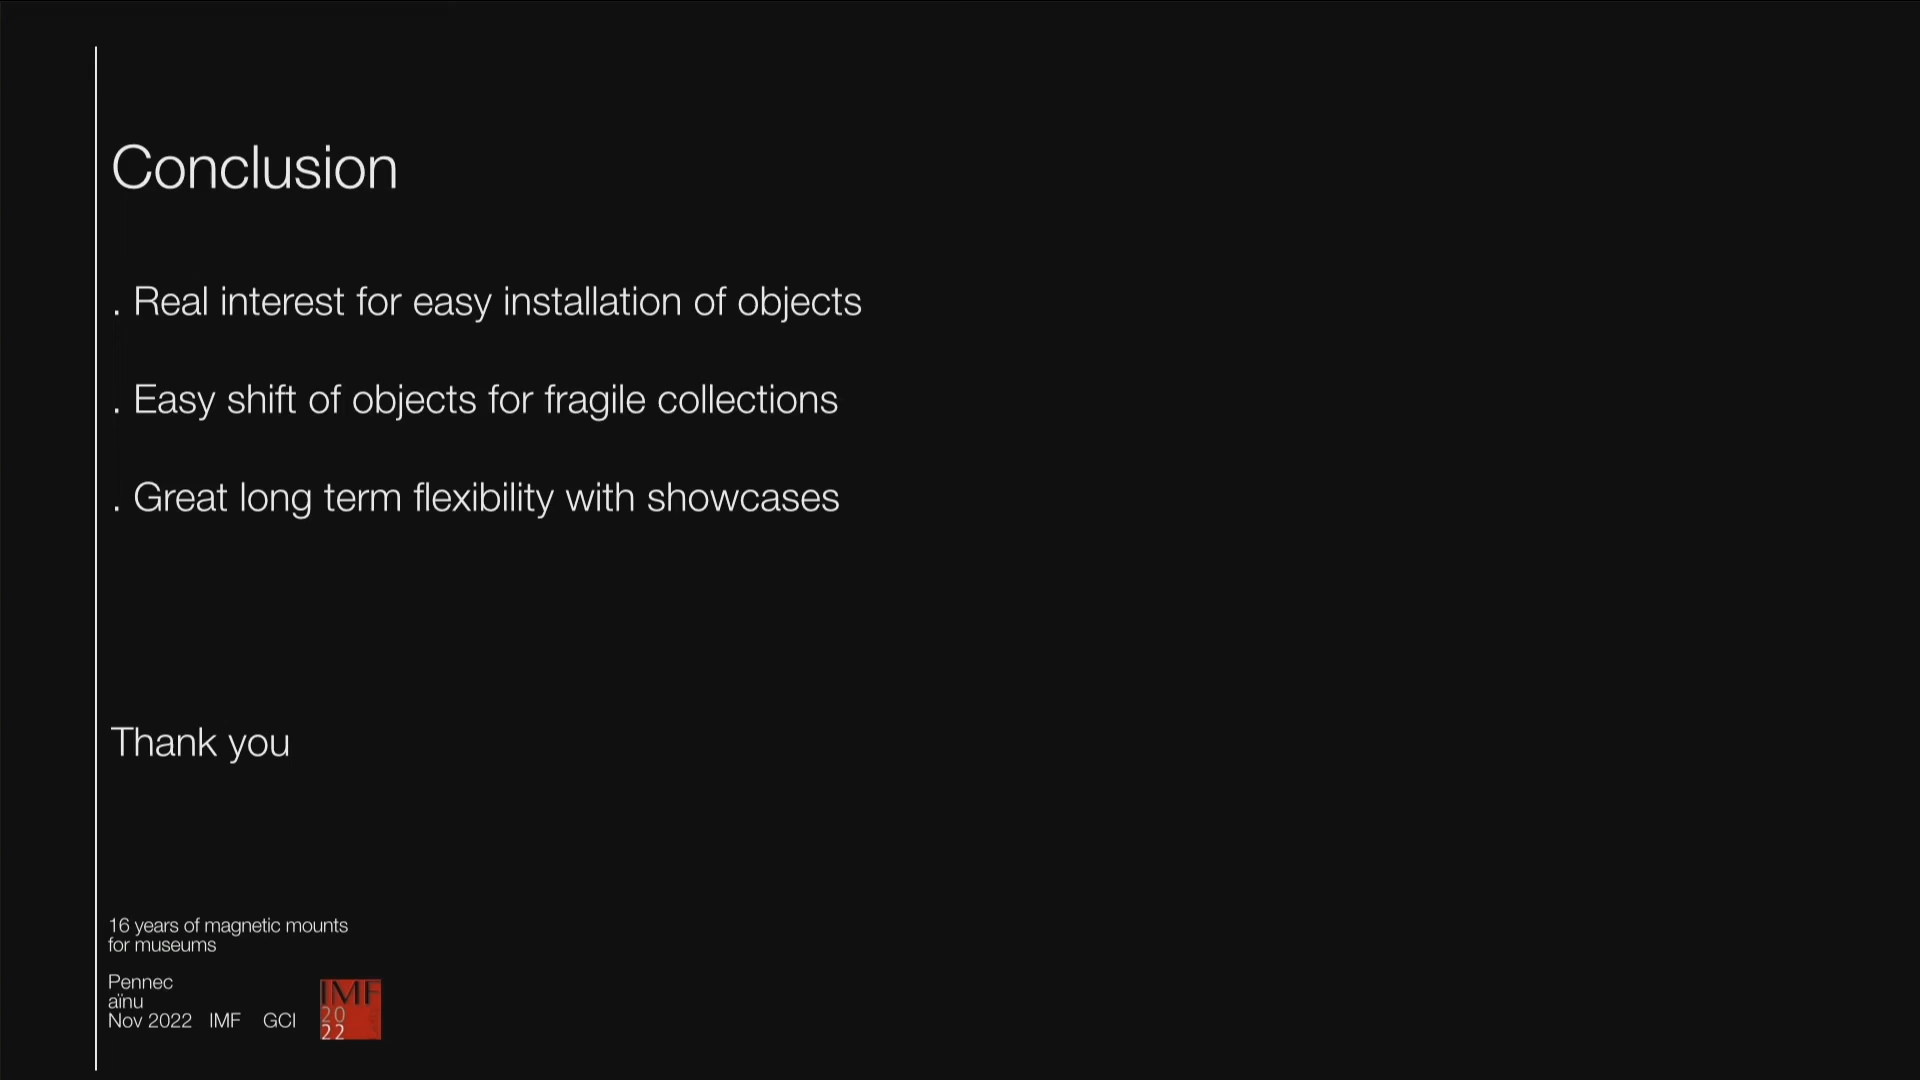 Conclusion
. Real interest for easy installation of objects
. Easy shift of objects for fragile collections
. Great long term flexibility with showcases
Thank you
16 years of magnetic mounts
for museums
Pennec
aïnu
Nov 2022 IMF GCI
IMF
20
22